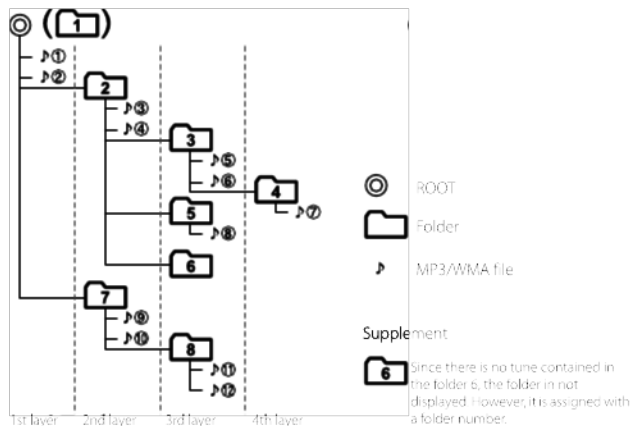 ( 1 )
♪①
♪②
2
♪③
♪④
3
♪⑤
♪⑥
4
♪⑦
5
♪⑧
6
7
♪⑨
♪⑩
8
♪⑪
♪⑫
1st layer 2nd layer 3rd layer 4th layer
ROOT
Folder
♪ MP3/WMA file
Supplement
6
Since there is no tune contained in
the folder 6, the folder in not
displayed. However, it is assigned with
a folder number.